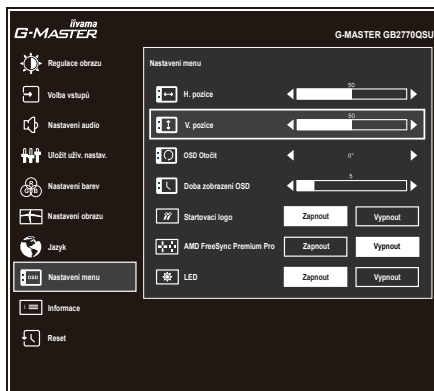 iiyama
G-MASTER
G-MASTER GB2770QSU
Regulace obrazu
Volba vstupů
Nastavení audio
Uložit uživ. nastav.
R
G B
Nastavení barev
Nastavení obrazu
Jazyk
OSD
Nastavení menu
i
Informace
Reset
Nastavení menu
H. pozice
50
V. pozice
50
OSD Otočit
0°
Doba zobrazení OSD
5
Startovací logo
Zapnout
Vypnout
AMD FreeSync Premium Pro
Zapnout
Vypnout
LED
Zapnout
Vypnout